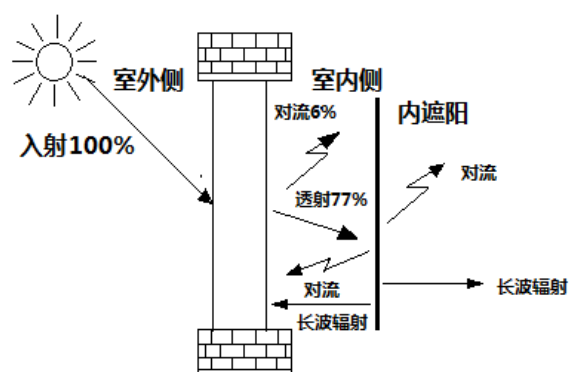 室外侧
室内侧
对流6%
内遮阳
入射100%
对流
透射77%
对流
长波辐射
长波辐射